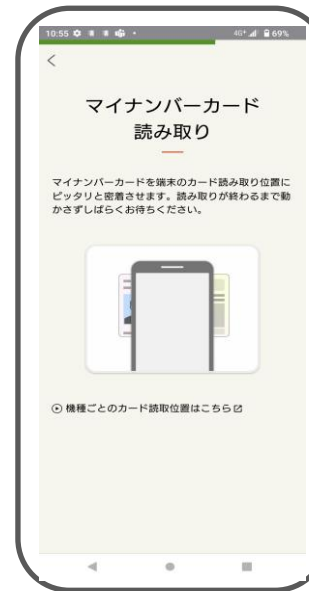 10:55
4G+ 69%
マイナンバーカード
読み取り
マイナンバーカードを端末のカード読み取り位置に
ピッタリと密着させます。読み取りが終わるまで動
かさずしばらくお待ちください。
機種ごとのカード読取位置はこちら